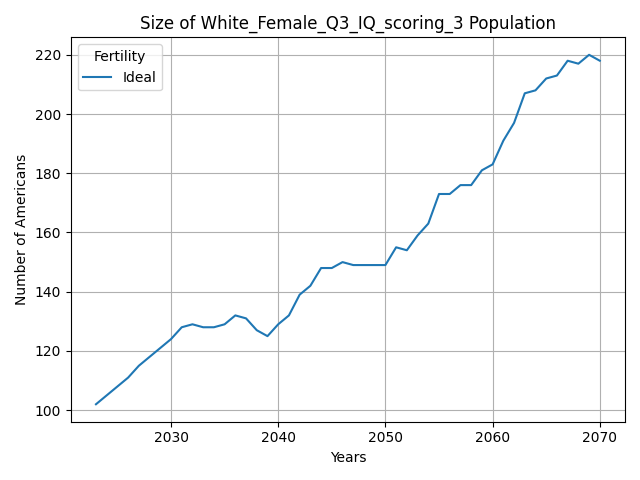 Size of White_Female_Q3_IQ_scoring_3 Population
Fertility
Ideal
Number of Americans
220
200
180
160
140
120
100
2030 2040 2050 2060 2070
Years